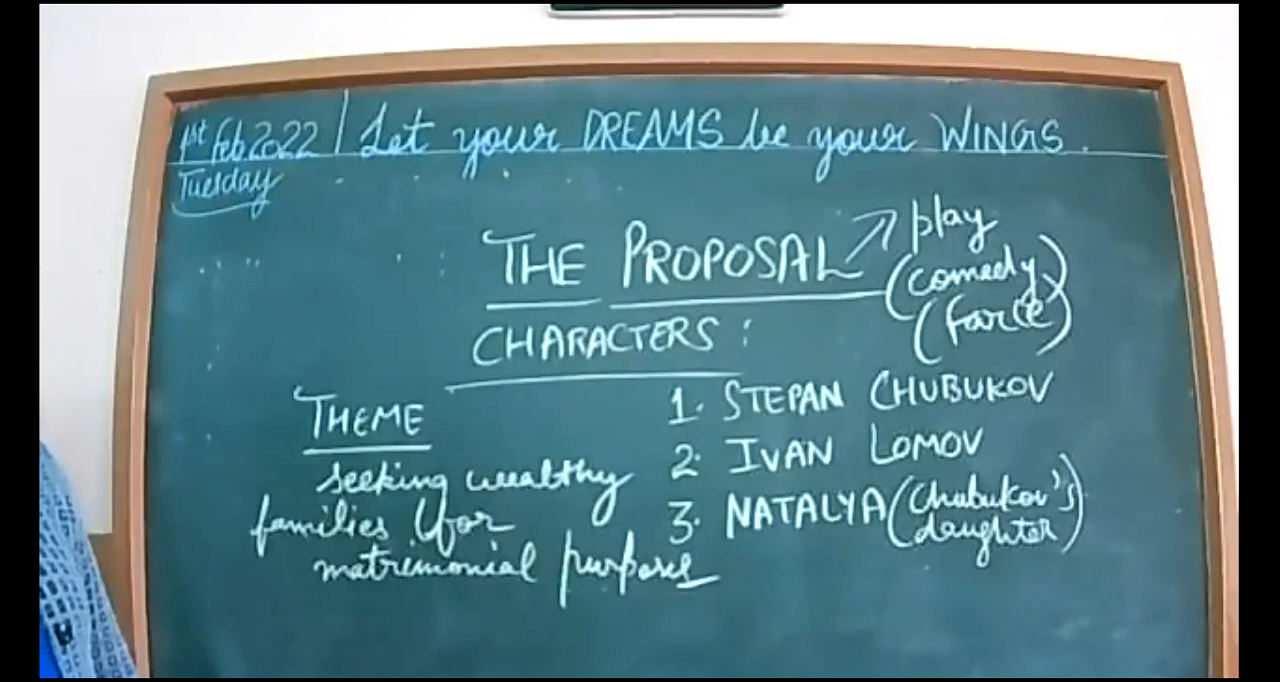 1st Feb 2022 | Let your DREAMS be your WINGS.
Tuesday
THE PROPOSAL → play
(comedy)
(farce)
CHARACTERS :
THEME
seeking wealthy
families for
matrimonial purposes
1. STEPAN CHUBUKOV
2. IVAN LOMOV
3. NATALYA (Chubukov's
daughter)